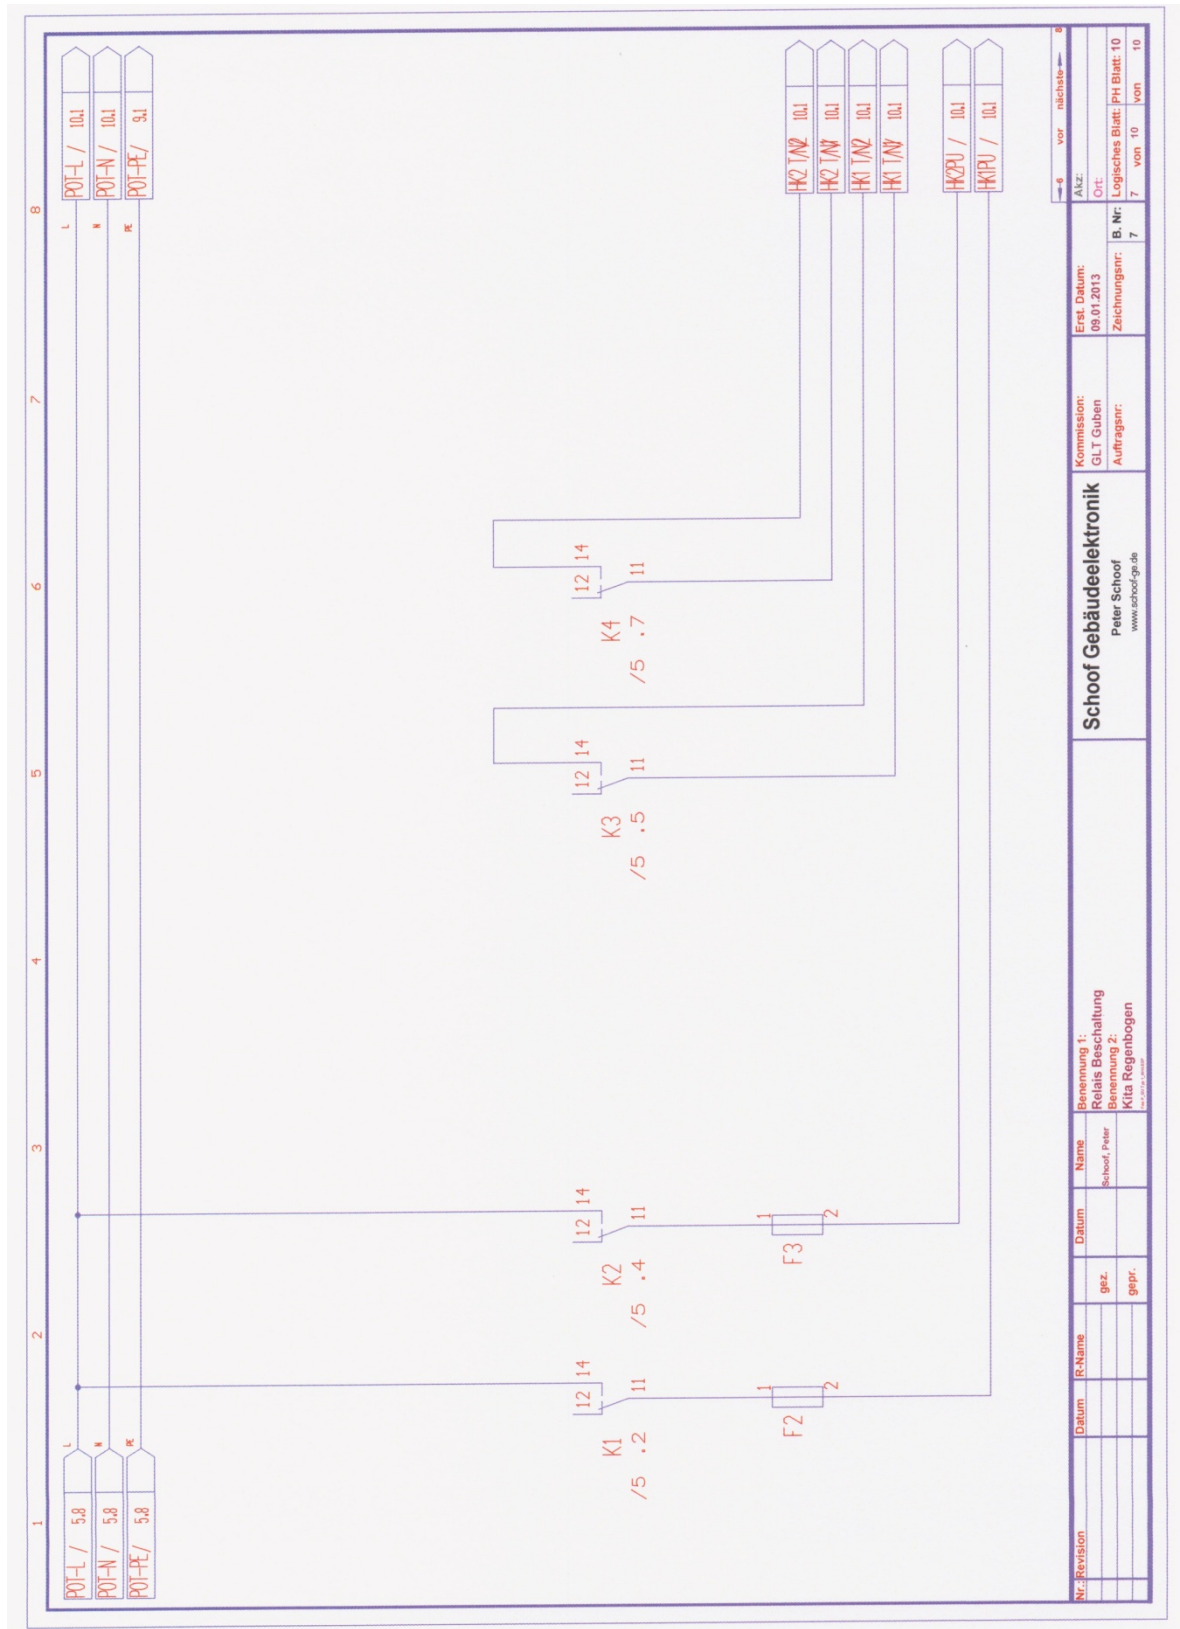 1 2 3 4 5 6 7 8
POT-L / 5.8
L
L
POT-L / 10.1
POT-N / 5.8
N
N
POT-N / 10.1
POT-PE/ 5.8
PE
PE
POT-PE/ 9.1
K1
/5 .2
12 14
11
K2
/5 .4
12 14
11
K3
/5 .5
12 14
11
K4
/5 .7
12 14
11
F2
1
2
F3
1
2
HK2 T/N2 10.1
HK2 T/N/ 10.1
HK1 T/N2 10.1
HK1 T/N/ 10.1
HK2PU / 10.1
HK1PU / 10.1
6 vor nächste 8
Nr.: Revision
Datum
R-Name
gez.
gepr.
Datum
Name
Schoof, Peter
Benennung 1:
Relais Beschaltung
Benennung 2:
Kita Regenbogen
Schoof Gebäudeelektronik
Peter Schoof
www.schoof-ge.de
Kommission:
GLT Guben
Auftragsnr:
Erst. Datum:
09.01.2013
Zeichnungsnr:
B. Nr:
7
Akz:
Ort:
Logisches Blatt: PH Blatt: 10
7 von 10 von 10